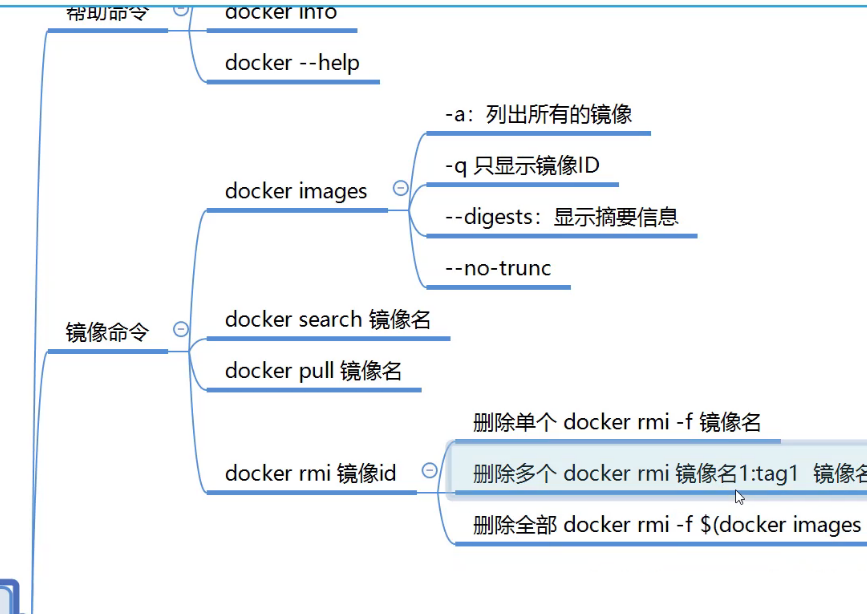 帮助命令
docker info
docker --help
-a：列出所有的镜像
-q 只显示镜像ID
docker images
--digests：显示摘要信息
--no-trunc
镜像命令
docker search 镜像名
docker pull 镜像名
删除单个 docker rmi -f 镜像名
docker rmi 镜像id
删除多个 docker rmi 镜像名1:tag1 镜像名
删除全部 docker rmi -f $(docker images